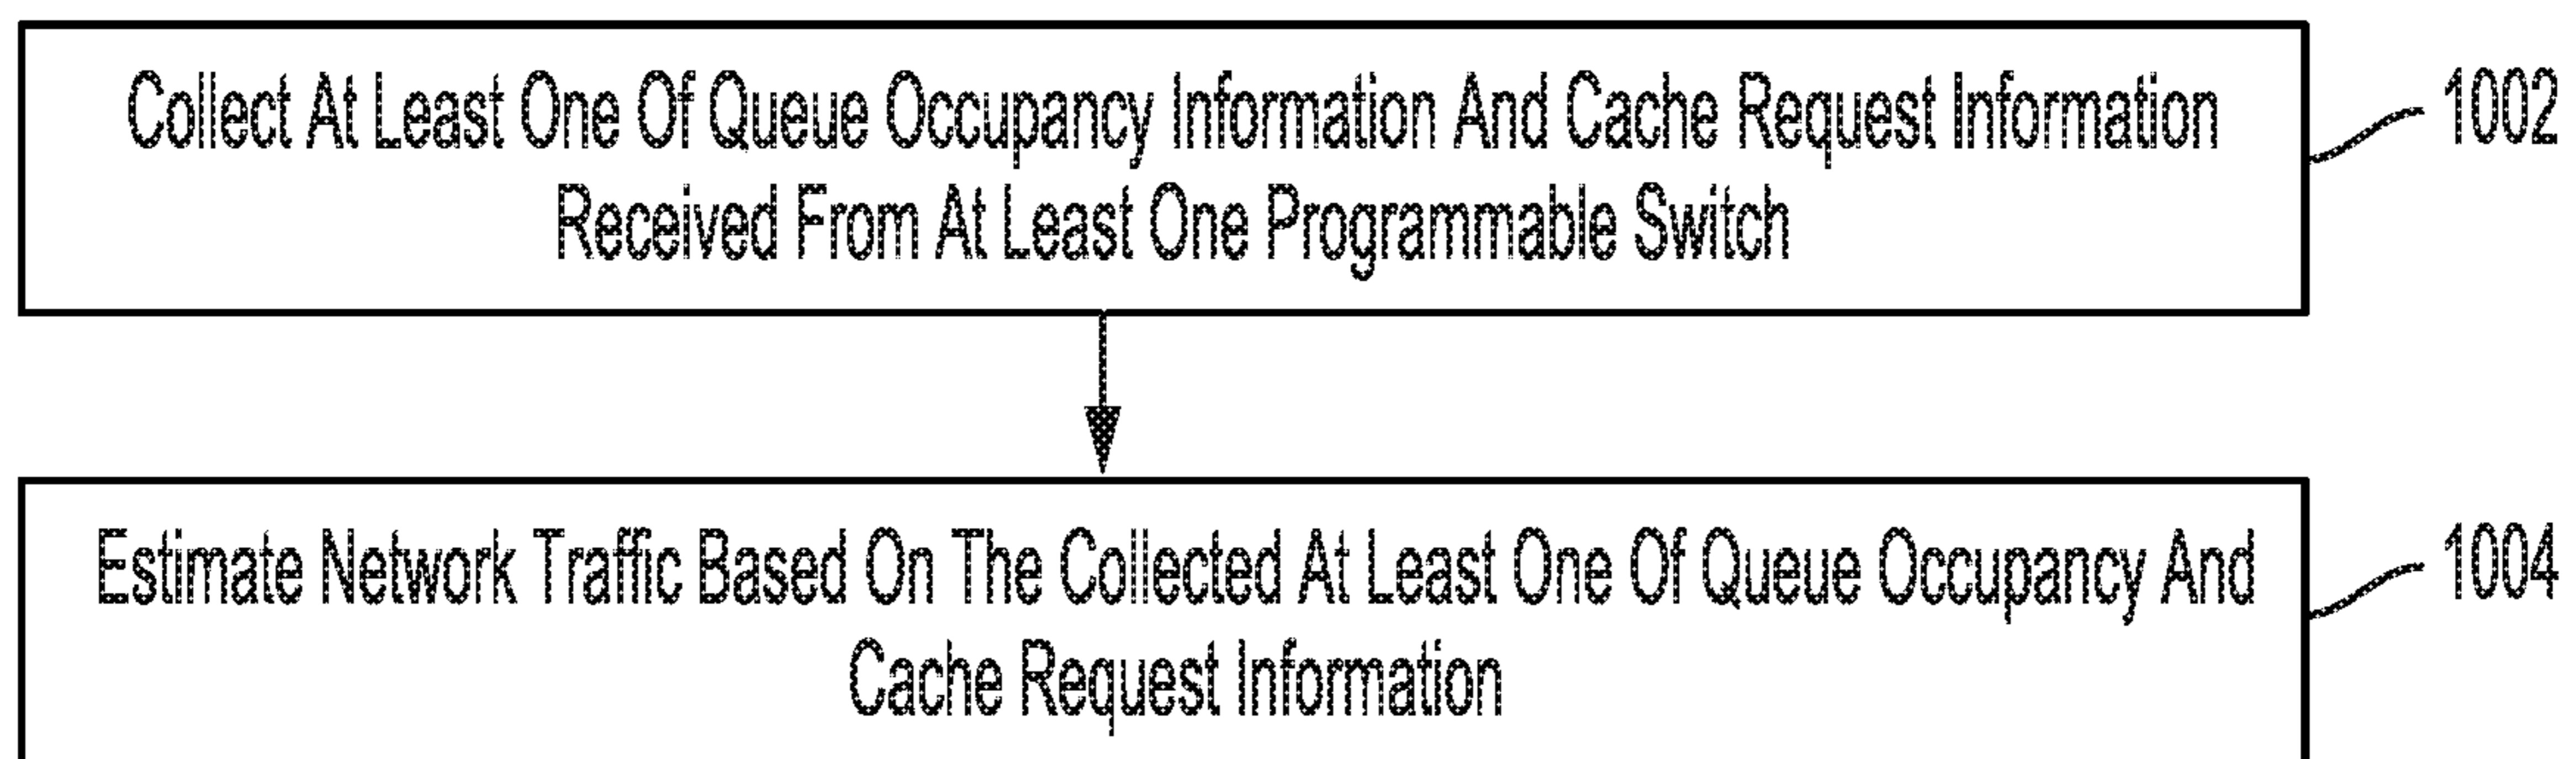 Collect At Least One Of Queue Occupancy Information And Cache Request Information
Received From At Least One Programmable Switch
1002
Estimate Network Traffic Based On The Collected At Least One Of Queue Occupancy And
Cache Request Information
1004